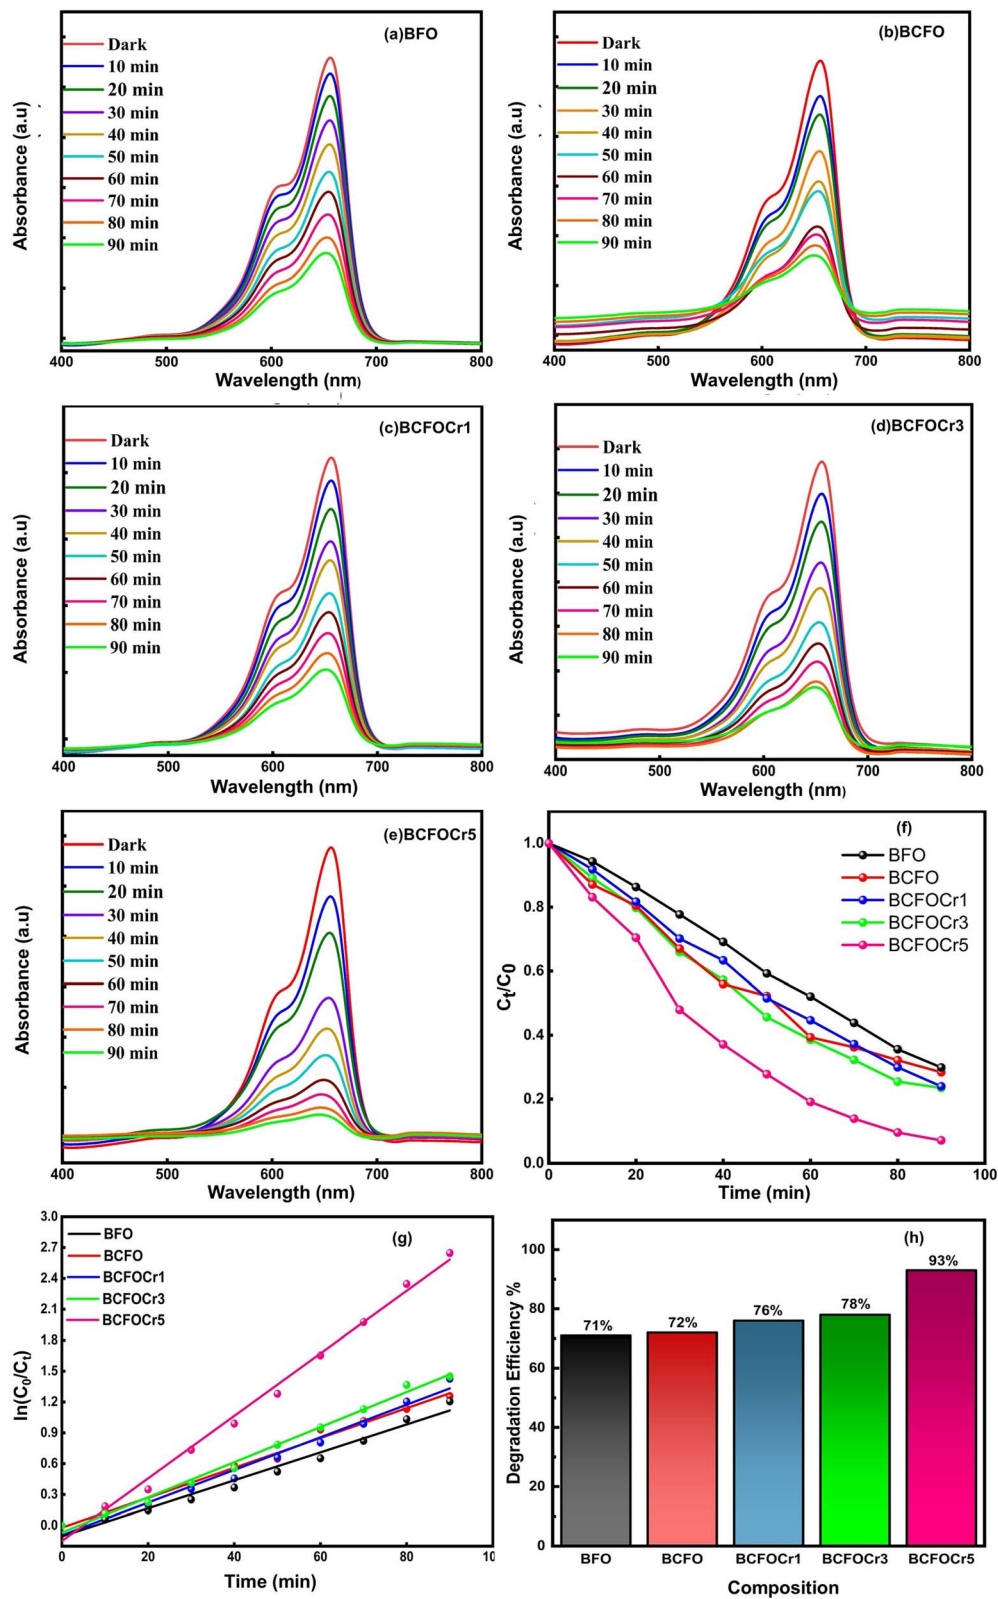 (a)BFO
Dark
10 min
20 min
30 min
40 min
50 min
60 min
70 min
80 min
90 min
Absorbance (a.u)
400 500 600 700 800
Wavelength (nm)
(b)BCFO
Dark
10 min
20 min
30 min
40 min
50 min
60 min
70 min
80 min
90 min
Absorbance (a.u)
400 500 600 700 800
Wavelength (nm)
(c)BCFOCr1
Dark
10 min
20 min
30 min
40 min
50 min
60 min
70 min
80 min
90 min
Absorbance (a.u)
400 500 600 700 800
Wavelength (nm)
(d)BCFOCr3
Dark
10 min
20 min
30 min
40 min
50 min
60 min
70 min
80 min
90 min
Absorbance (a.u)
400 500 600 700 800
Wavelength (nm)
(e)BCFOCr5
Dark
10 min
20 min
30 min
40 min
50 min
60 min
70 min
80 min
90 min
Absorbance (a.u)
400 500 600 700 800
Wavelength (nm)
(f)
BFO
BCFO
BCFOCr1
BCFOCr3
BCFOCr5
Ct/C0
1.0
0.8
0.6
0.4
0.2
0.0
0 20 40 60 80 100
Time (min)
(g)
BFO
BCFO
BCFOCr1
BCFOCr3
BCFOCr5
ln(C0/Ct)
3.0
2.7
2.4
2.1
1.8
1.5
1.2
0.9
0.6
0.3
0.0
0 20 40 60 80 10
Time (min)
(h)
Degradation Efficiency %
100
80
60
40
20
0
71% 72% 76% 78% 93%
BFO BCFO BCFOCr1 BCFOCr3 BCFOCr5
Composition